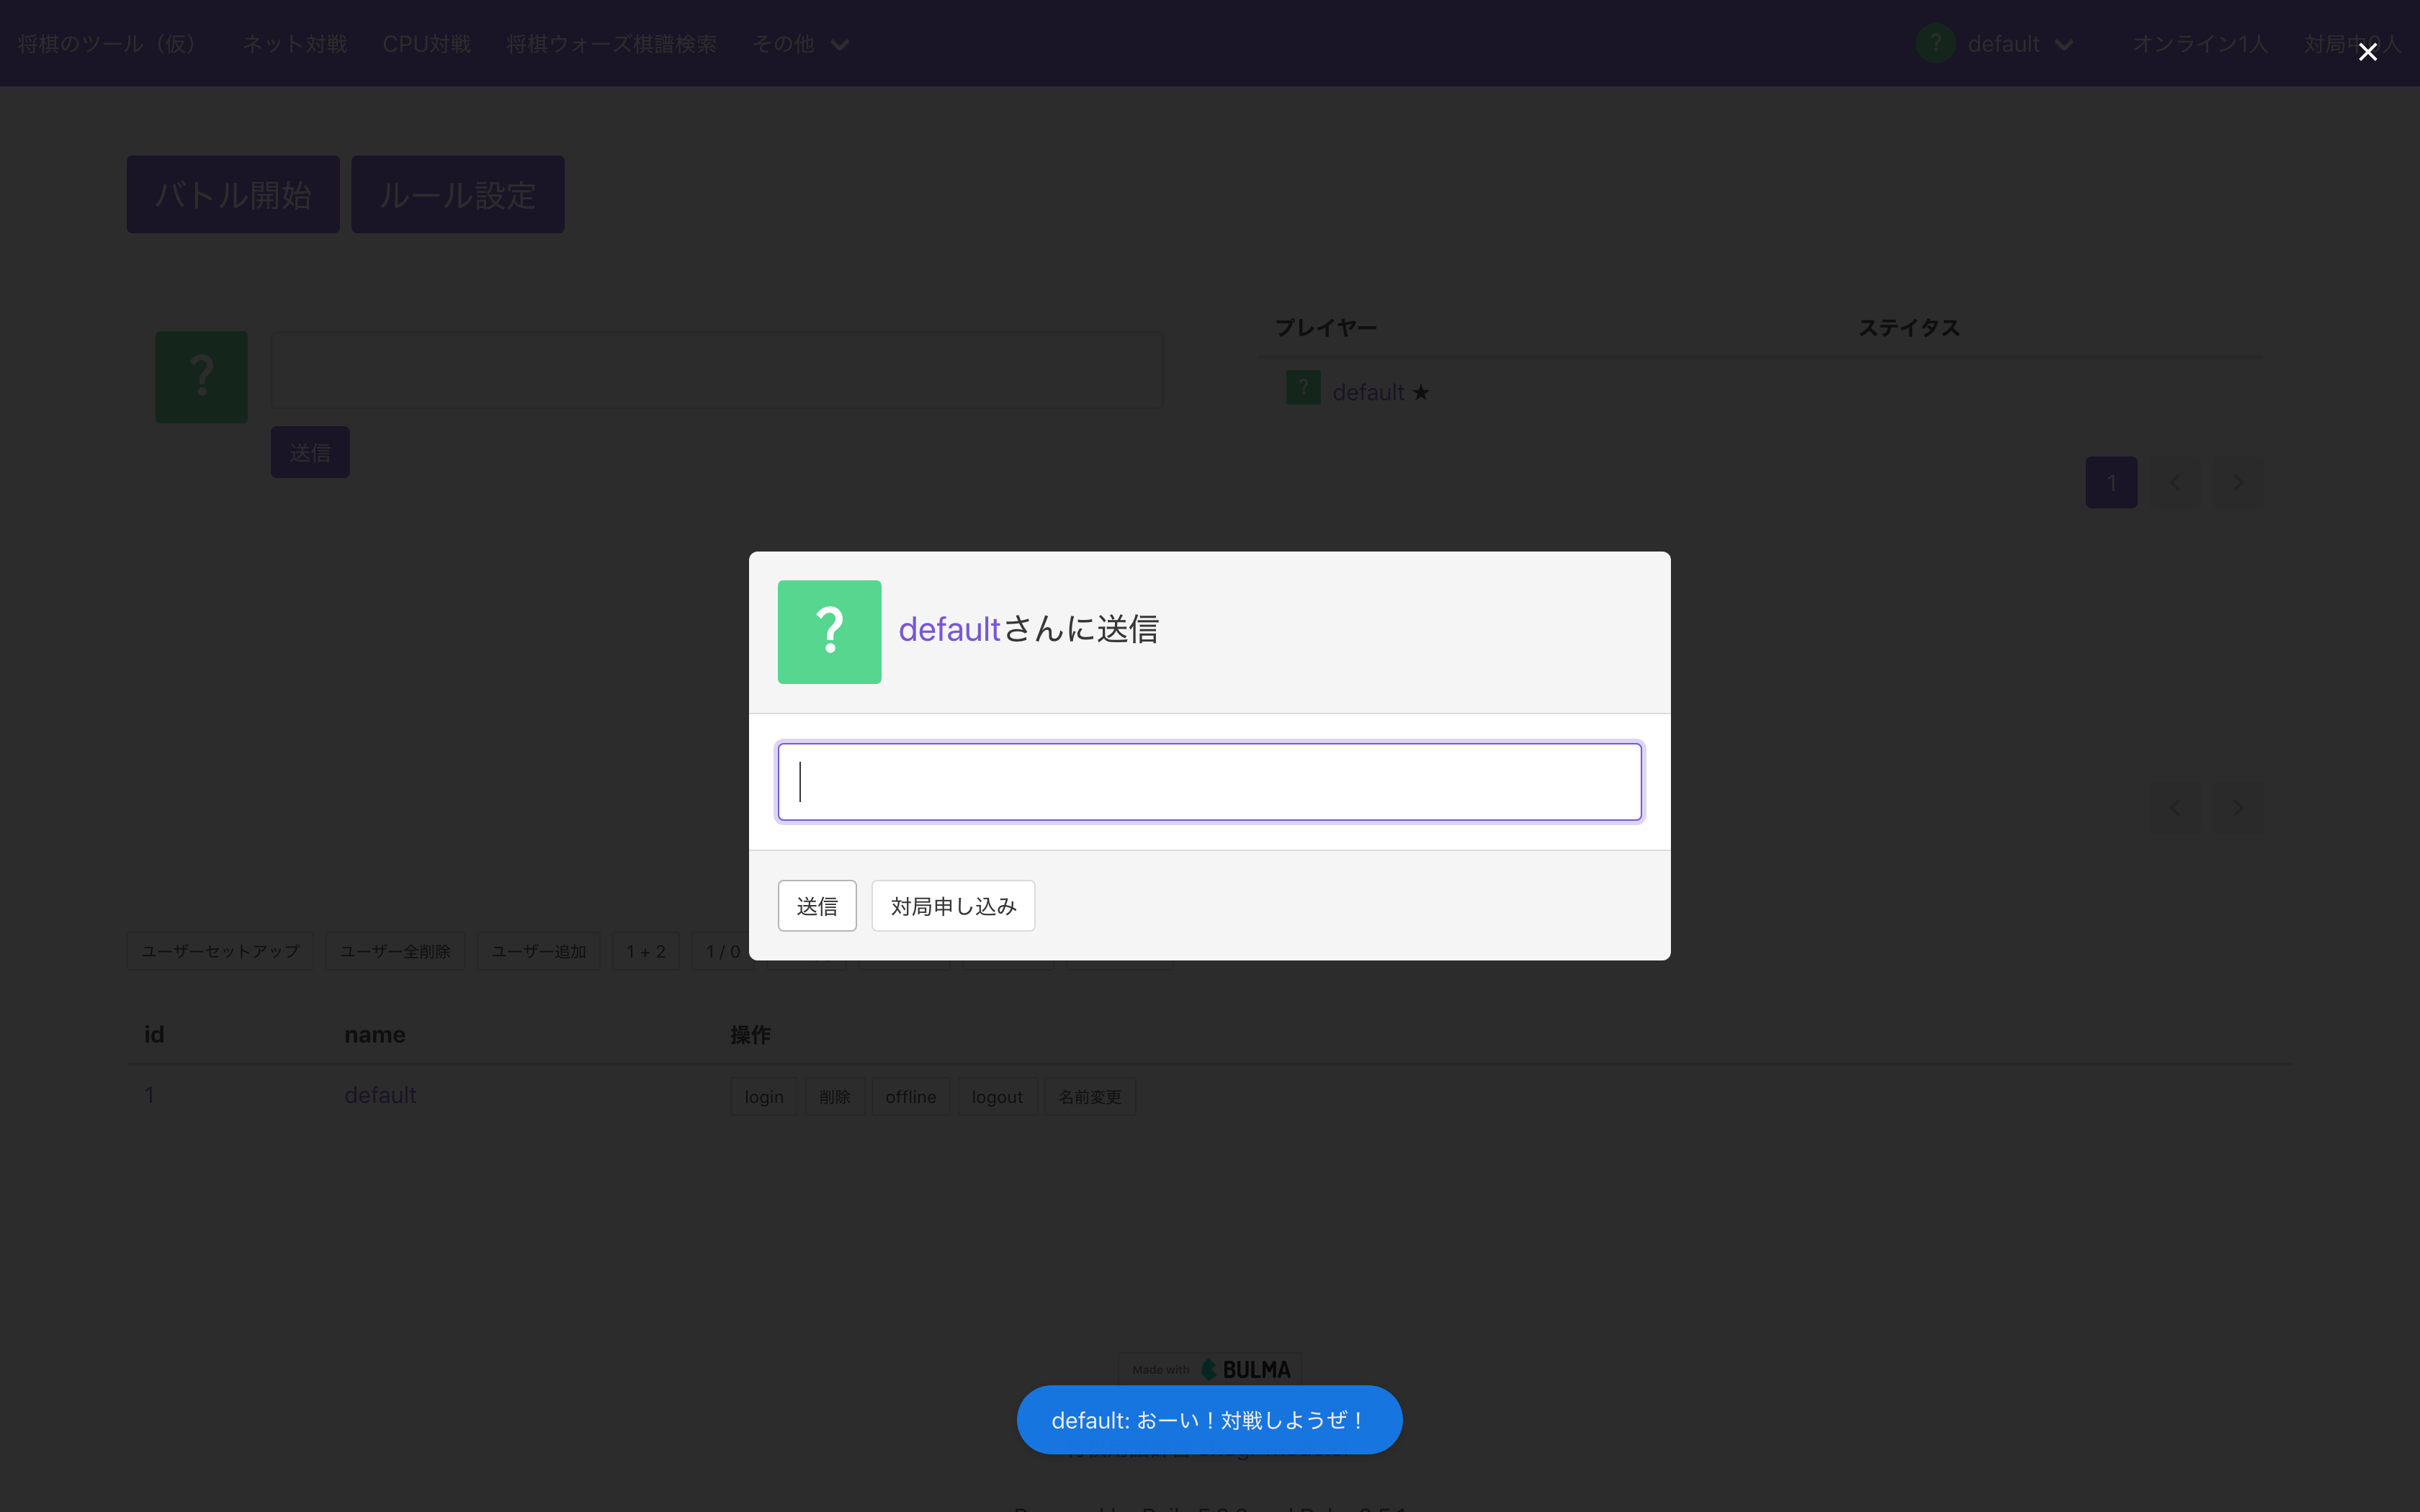 将棋のツール（仮） ネット対戦 CPU対戦 将棋ウォーズ棋譜検索 その他 ? default オンライン1人 対局中0人
バトル開始 ルール設定
プレイヤー ステイタス
?
? default ★
送信
1
? defaultさんに送信
送信 対局申し込み
ユーザーセットアップ ユーザー全削除 ユーザー追加 1 + 2 1 / 0
id name 操作
1 default login 削除 offline logout 名前変更
Made with BULMA
default: おーい！対戦しようぜ！